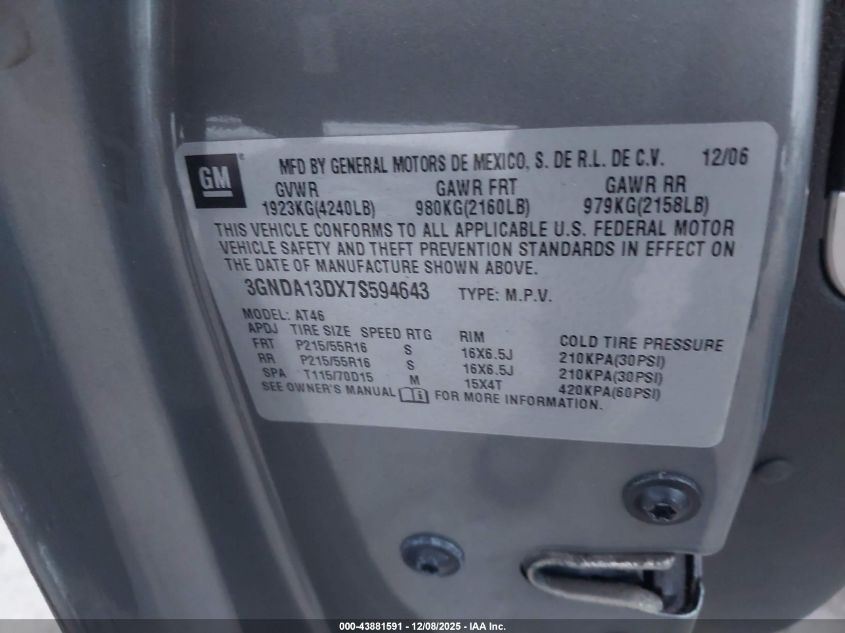 GM
MFD BY GENERAL MOTORS DE MEXICO, S. DE R.L. DE C.V. 12/06
GVWR GAWR FRT GAWR RR
1923KG(4240LB) 980KG(2160LB) 979KG(2158LB)
THIS VEHICLE CONFORMS TO ALL APPLICABLE U.S. FEDERAL MOTOR
VEHICLE SAFETY AND THEFT PREVENTION STANDARDS IN EFFECT ON
THE DATE OF MANUFACTURE SHOWN ABOVE.
3GNDA13DX7S594643 TYPE: M.P.V.
MODEL: AT46
APDJ TIRE SIZE SPEED RTG RIM COLD TIRE PRESSURE
FRT P215/55R16 S 16X6.5J 210KPA(30PSI)
RR P215/55R16 S 16X6.5J 210KPA(30PSI)
SPA T115/70D15 M 15X4T 420KPA(60PSI)
SEE OWNER'S MANUAL FOR MORE INFORMATION.
000-43881591 - 12/08/2025 - IAA Inc.